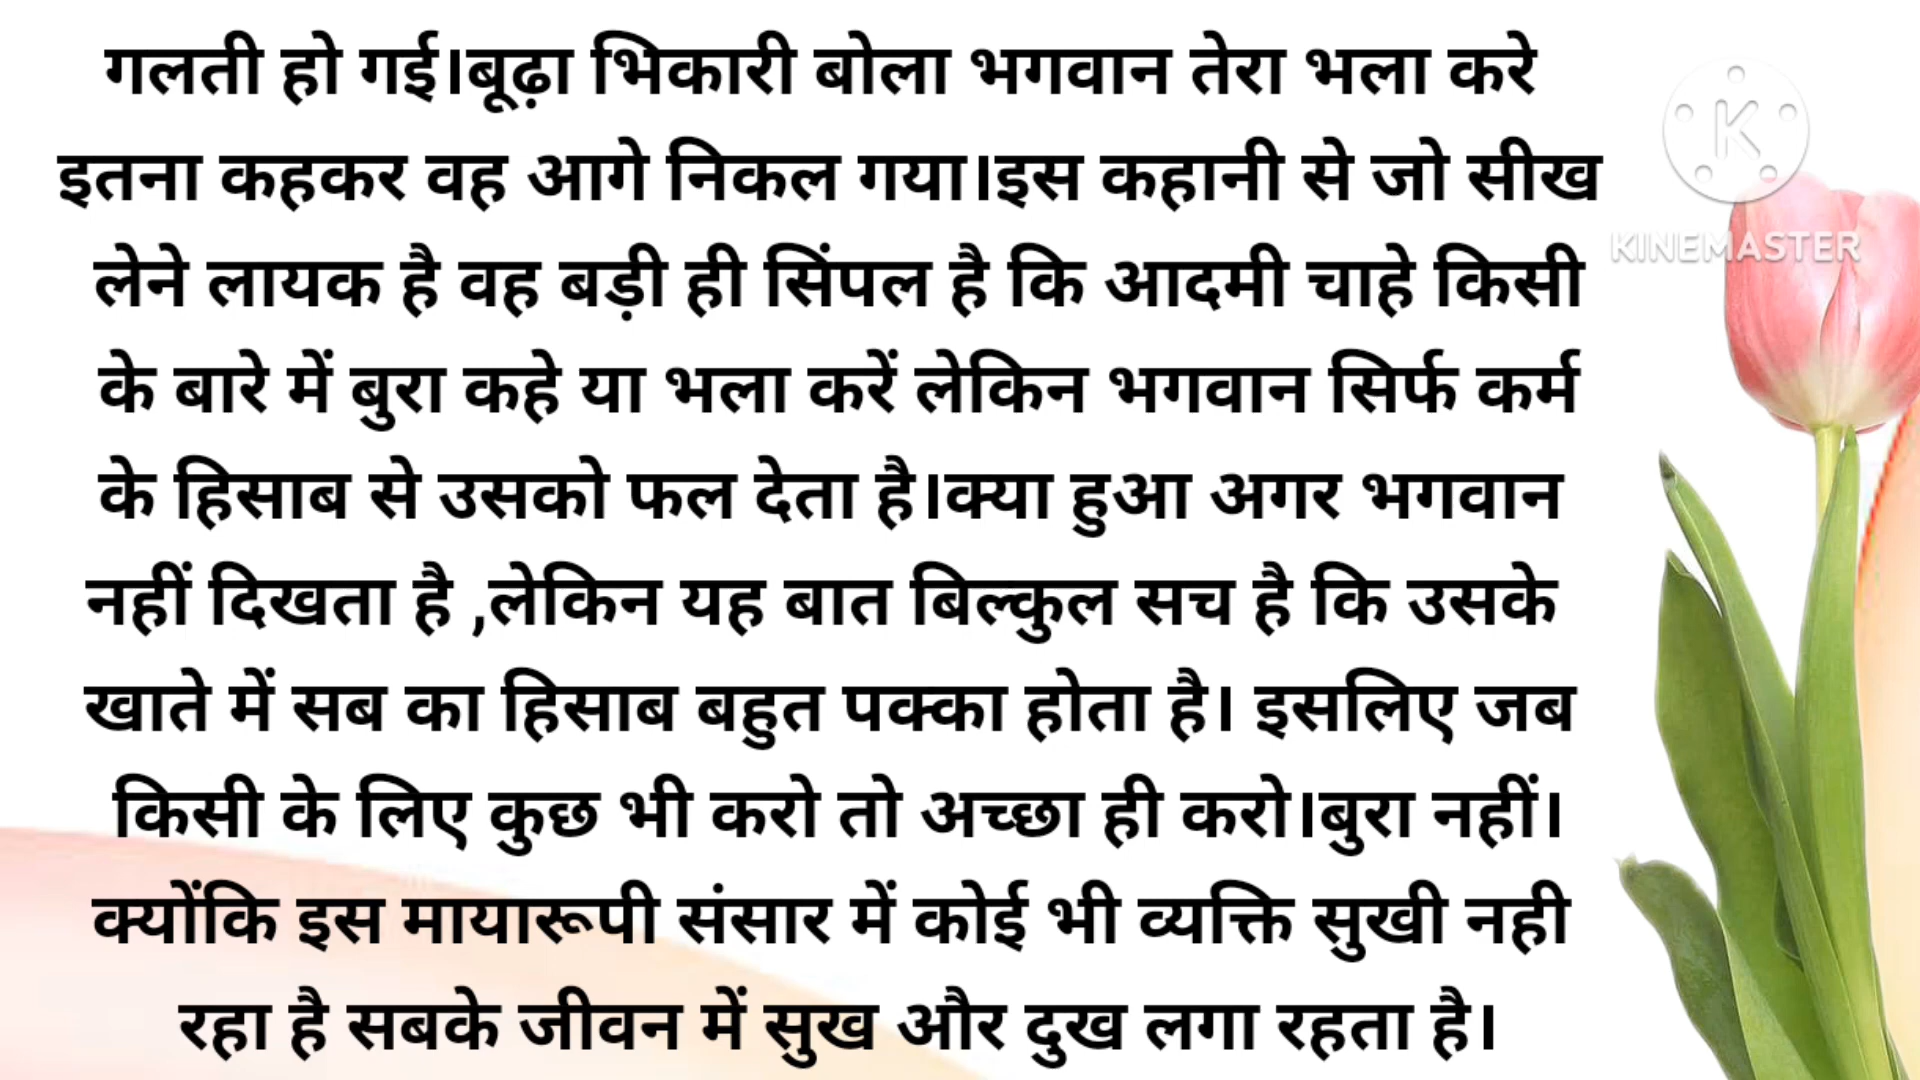 गलती हो गई।बूढ़ा भिकारी बोला भगवान तेरा भला करे
इतना कहकर वह आगे निकल गया।इस कहानी से जो सीख
लेने लायक है वह बड़ी ही सिंपल है कि आदमी चाहे किसी
के बारे में बुरा कहे या भला करें लेकिन भगवान सिर्फ कर्म
के हिसाब से उसको फल देता है।क्या हुआ अगर भगवान
नहीं दिखता है ,लेकिन यह बात बिल्कुल सच है कि उसके
खाते में सब का हिसाब बहुत पक्का होता है। इसलिए जब
किसी के लिए कुछ भी करो तो अच्छा ही करो।बुरा नहीं।
क्योंकि इस मायारूपी संसार में कोई भी व्यक्ति सुखी नही
रहा है सबके जीवन में सुख और दुख लगा रहता है।
K
KINEMASTER